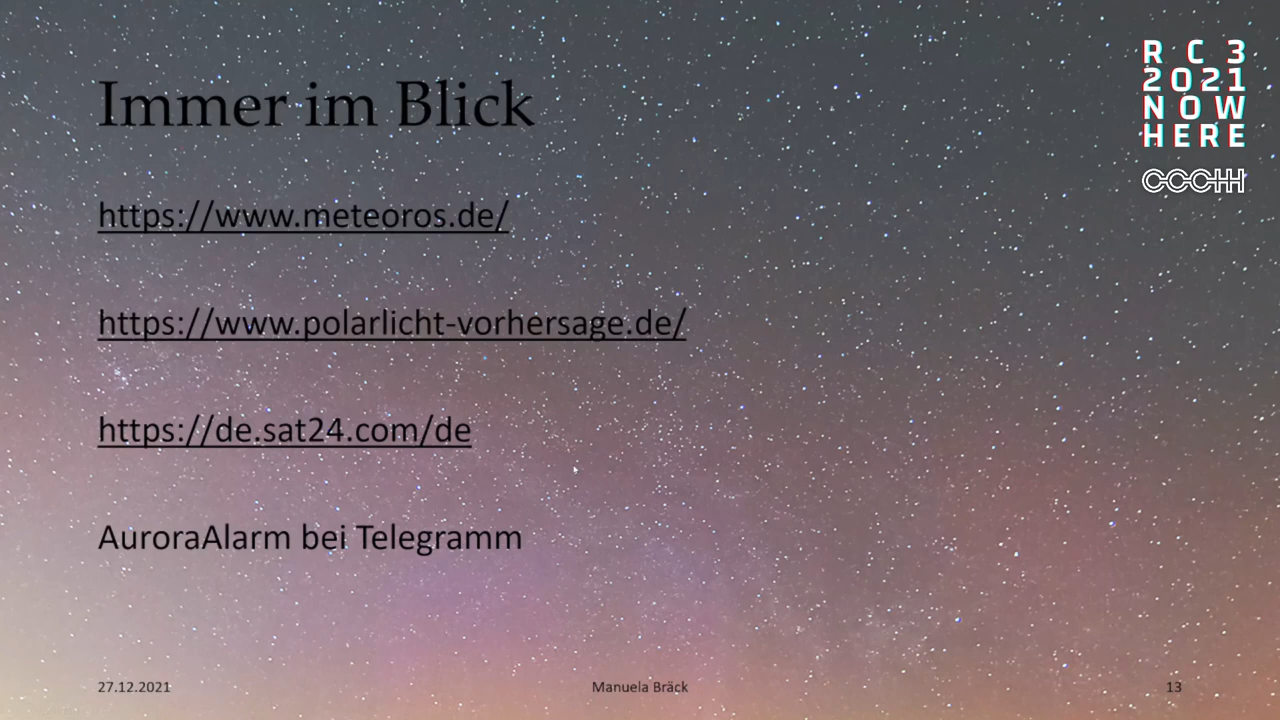 Immer im Blick
https://www.meteoros.de/
https://www.polarlicht-vorhersage.de/
https://de.sat24.com/de
AuroraAlarm bei Telegramm
27.12.2021
Manuela Bräck
13
RC3
2021
NOW
HERE
CCCHH